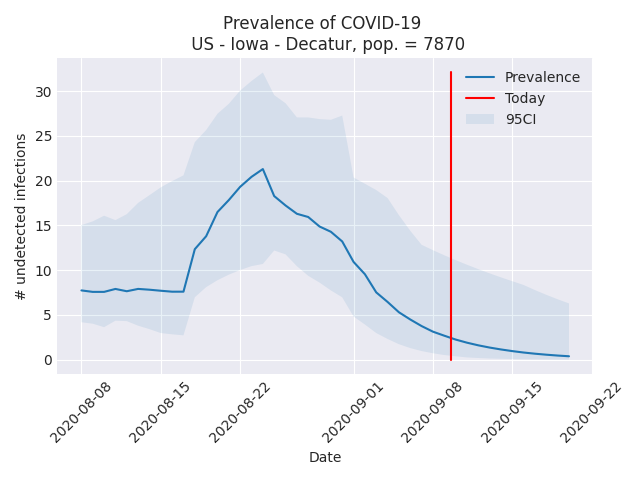 Prevalence of COVID-19
US - Iowa - Decatur, pop. = 7870
# undetected infections
30
25
20
15
10
5
0
Prevalence
Today
95CI
2020-08-08
2020-08-15
2020-08-22
2020-09-01
2020-09-08
2020-09-15
2020-09-22
Date